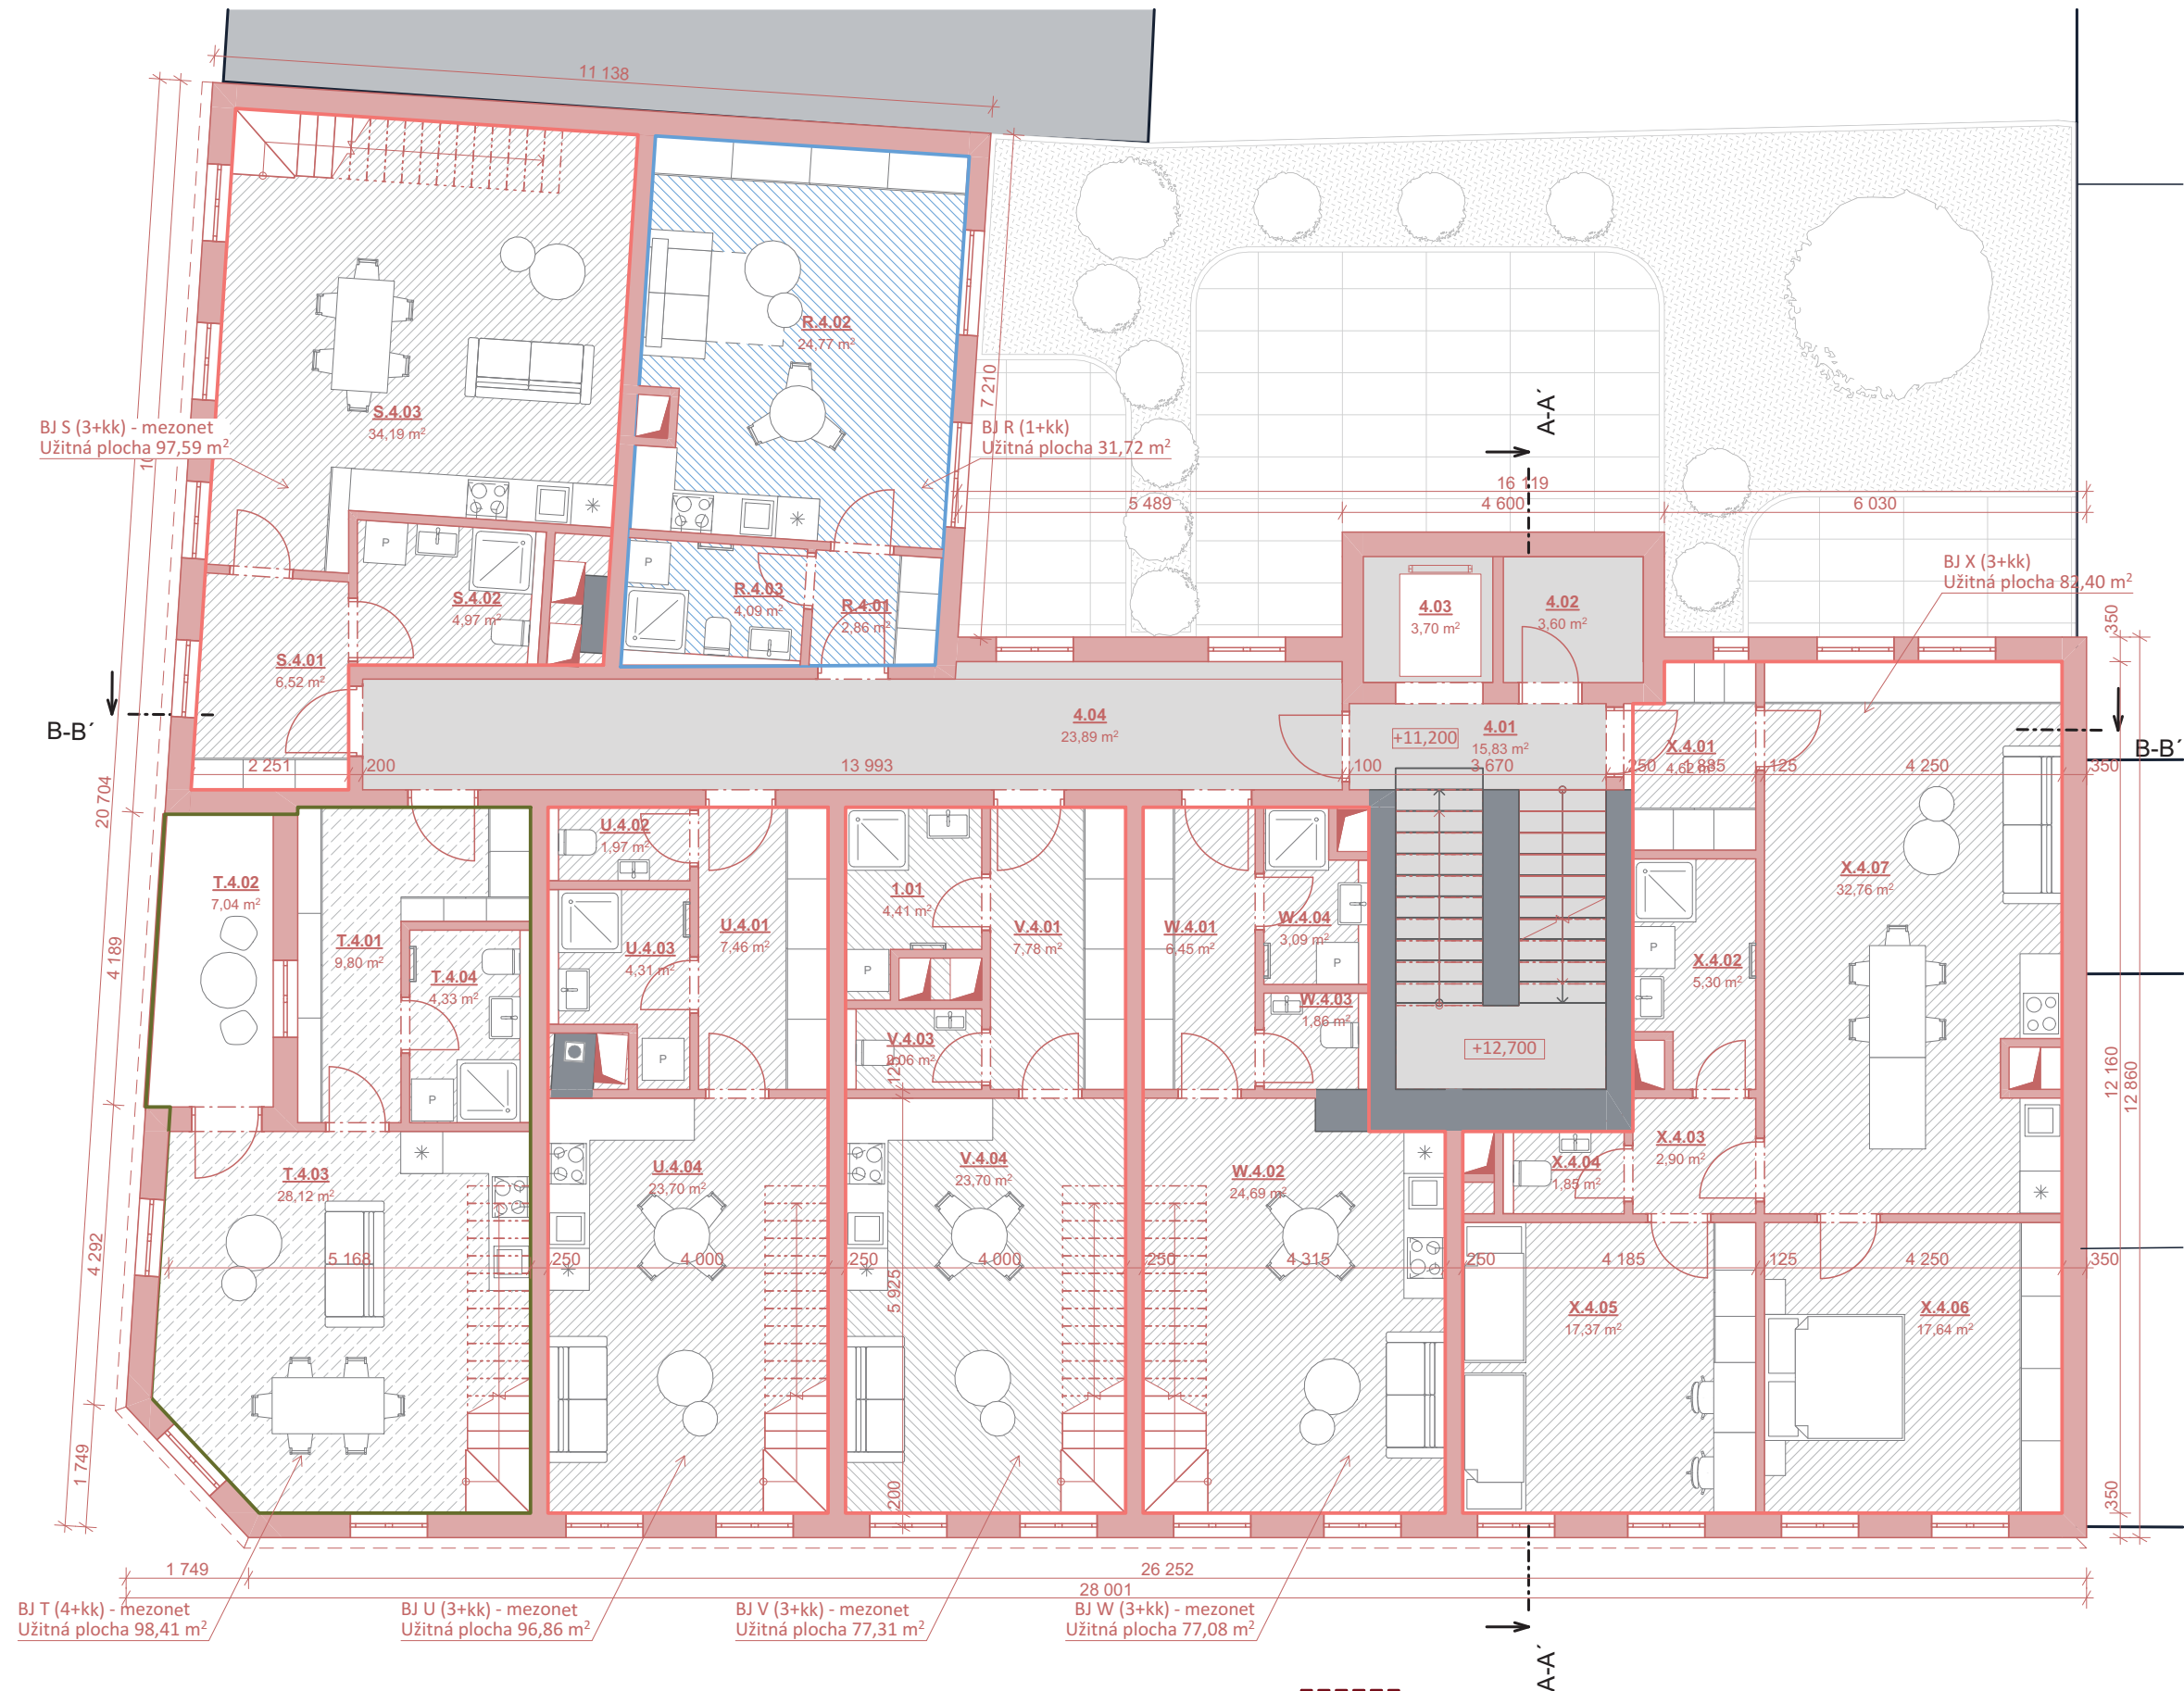 11 138
R.4.02
24,77 m²
S.4.03
34,19 m²
BJ S (3+kk) - mezonet
Užitná plocha 97,59 m²
BJ R (1+kk)
Užitná plocha 31,72 m²
7 210
A-A´
16 119
5 489
4 600
6 030
BJ X (3+kk)
Užitná plocha 82,40 m²
P
P
S.4.02
4,97 m²
R.4.03
4,09 m²
R.4.01
2,86 m²
4.03
3,70 m²
4.02
3,60 m²
350
S.4.01
6,52 m²
B-B´
4.04
23,89 m²
+11,200
4.01
15,83 m²
X.4.01
4,62 m²
B-B´
2 251
200
13 993
100
3 670
250
1 885
125
4 250
350
20 704
T.4.02
7,04 m²
U.4.02
1,97 m²
1.01
4,41 m²
X.4.07
32,76 m²
T.4.01
9,80 m²
U.4.01
7,46 m²
V.4.01
7,78 m²
W.4.01
6,45 m²
W.4.04
3,09 m²
4 189
U.4.03
4,31 m²
P
P
P
X.4.02
5,30 m²
T.4.04
4,33 m²
W.4.03
1,86 m²
V.4.03
2,06 m²
125
+12,700
P
P
12 160
12 860
T.4.03
28,12 m²
U.4.04
23,70 m²
V.4.04
23,70 m²
W.4.02
24,69 m²
X.4.04
1,85 m²
X.4.03
2,90 m²
4 292
5 168
250
4 000
250
4 000
250
4 315
250
4 185
125
4 250
350
5 925
X.4.05
17,37 m²
X.4.06
17,64 m²
1 749
200
350
1 749
26 252
28 001
BJ T (4+kk) - mezonet
Užitná plocha 98,41 m²
BJ U (3+kk) - mezonet
Užitná plocha 96,86 m²
BJ V (3+kk) - mezonet
Užitná plocha 77,31 m²
BJ W (3+kk) - mezonet
Užitná plocha 77,08 m²
A-A´